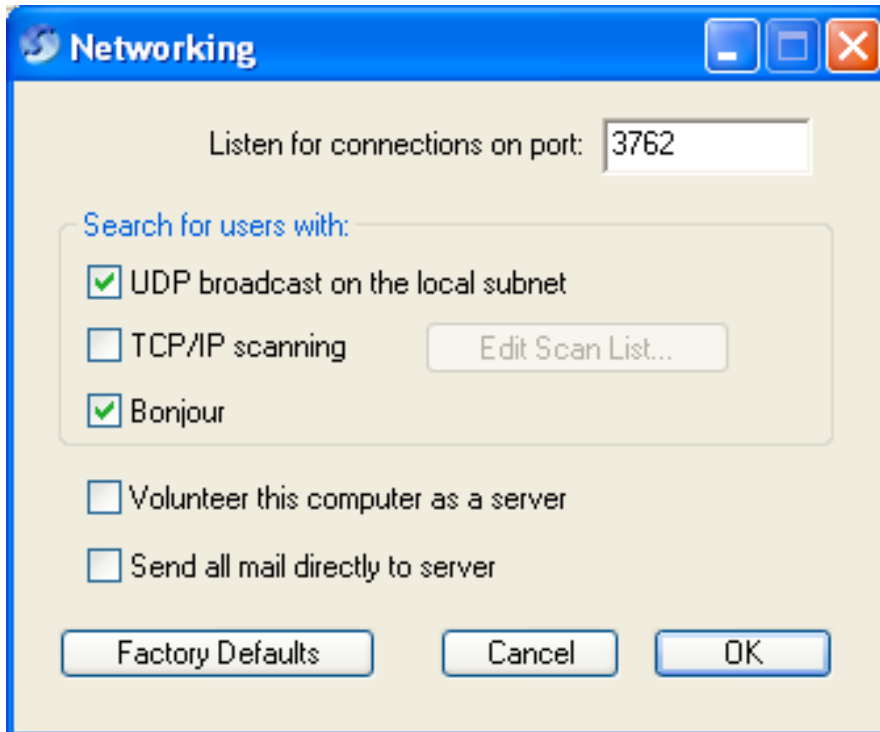 Networking
Listen for connections on port: 3762
Search for users with:
UDP broadcast on the local subnet
TCP/IP scanning Edit Scan List...
Bonjour
Volunteer this computer as a server
Send all mail directly to server
Factory Defaults Cancel OK